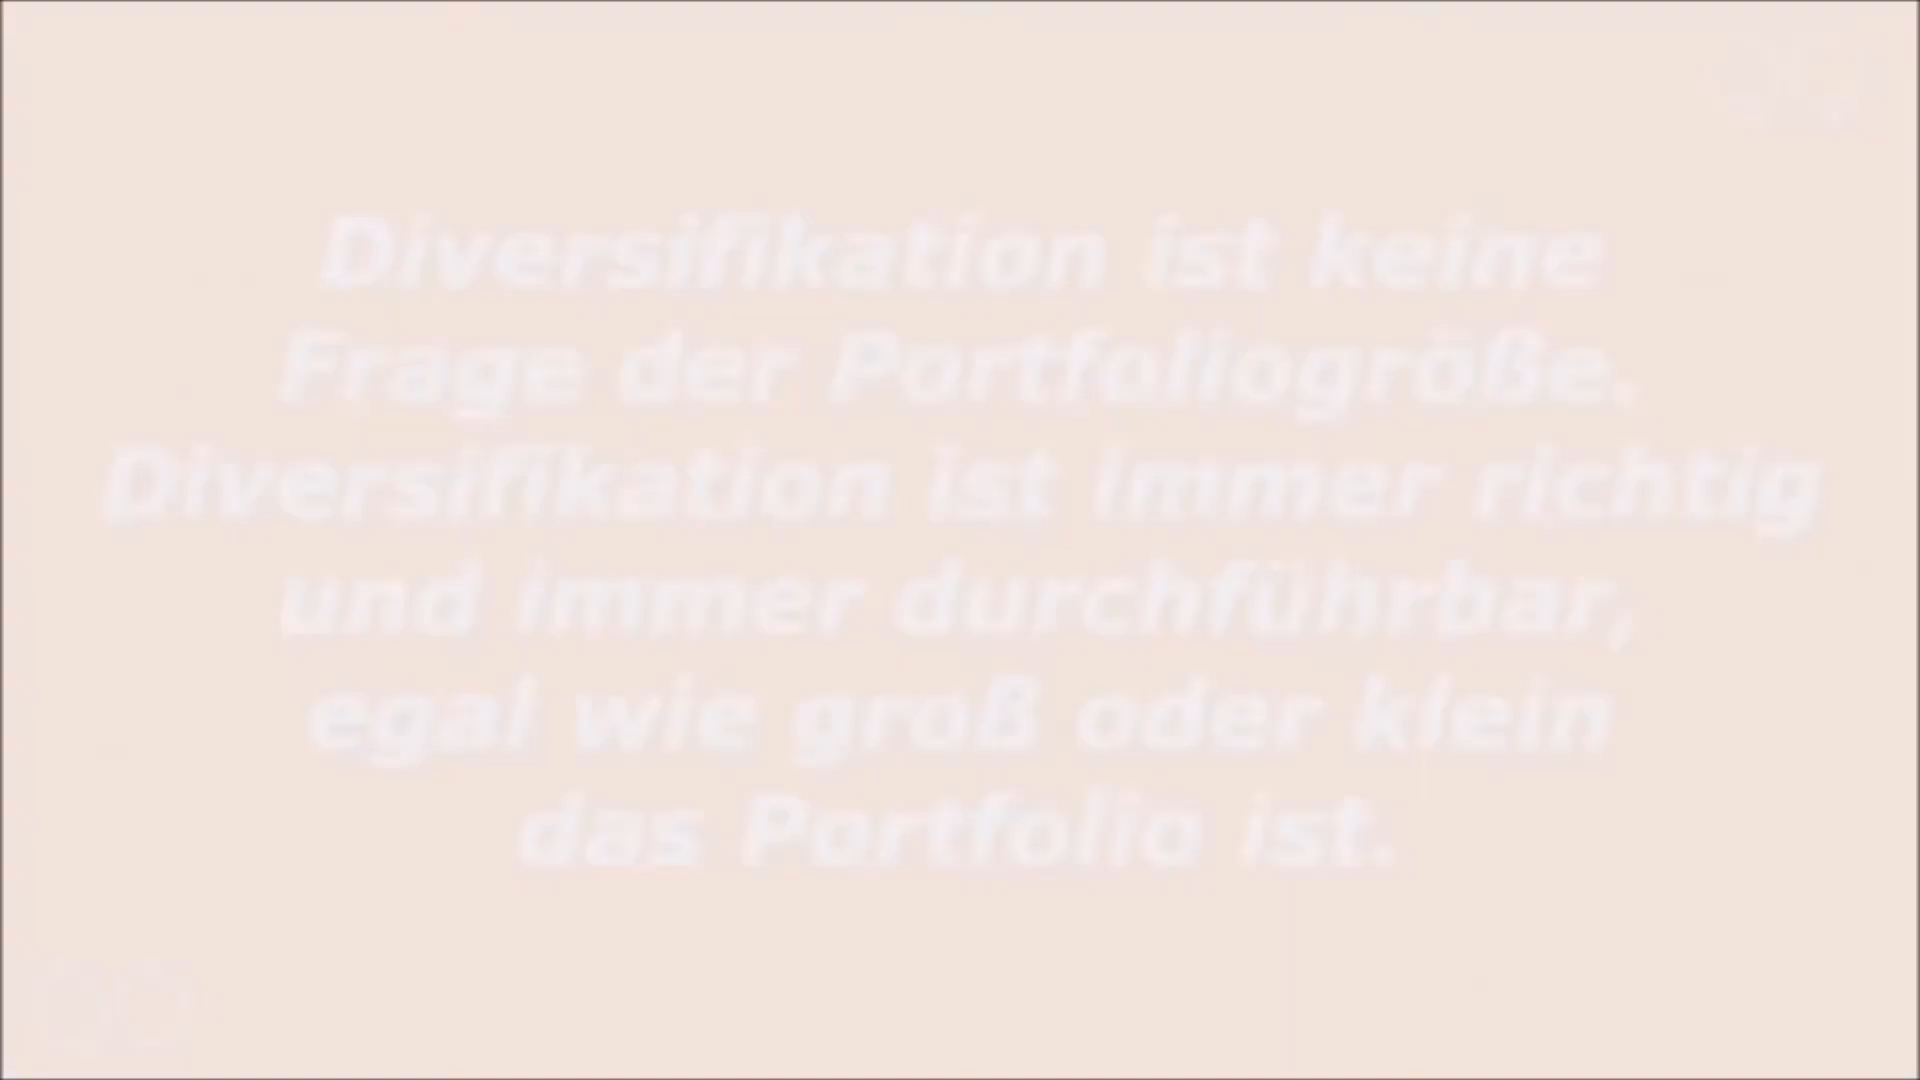 Diversifikation ist keine
Frage der Portfoliogröße.
Diversifikation ist immer richtig
und immer durchführbar,
egal wie groß oder klein
das Portfolio ist.